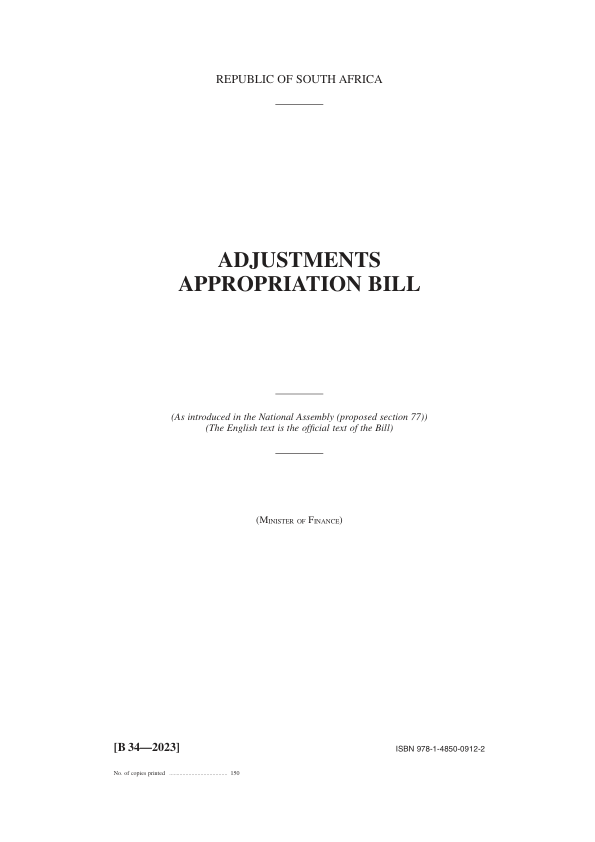 REPUBLIC OF SOUTH AFRICA
ADJUSTMENTS
APPROPRIATION BILL
(As introduced in the National Assembly (proposed section 77))
(The English text is the official text of the Bill)
(Minister of Finance)
[B 34—2023]
ISBN 978-1-4850-0912-2
No. of copies printed ................................ 150